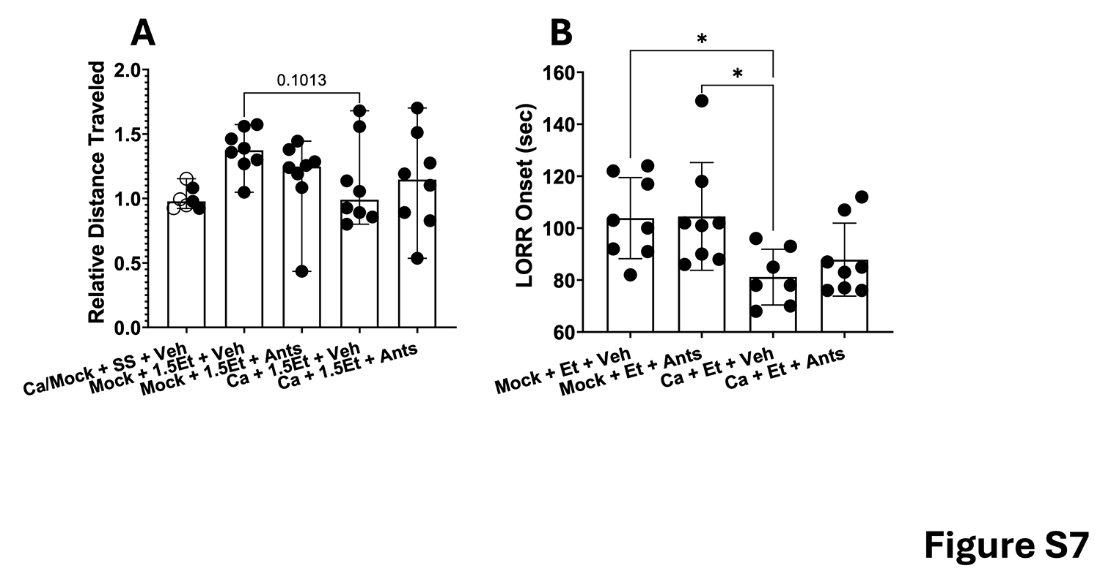 A
Relative Distance Traveled
2.0
1.5
1.0
0.5
0.0
0.1013
Ca/Mock + SS + Veh
Mock + 1.5Et + Veh
Mock + 1.5Et + Ants
Ca + 1.5Et + Veh
Ca + 1.5Et + Ants
B
LORR Onset (sec)
160
140
120
100
80
60
*
*
Mock + Et + Veh
Mock + Et + Ants
Ca + Et + Veh
Ca + Et + Ants
Figure S7